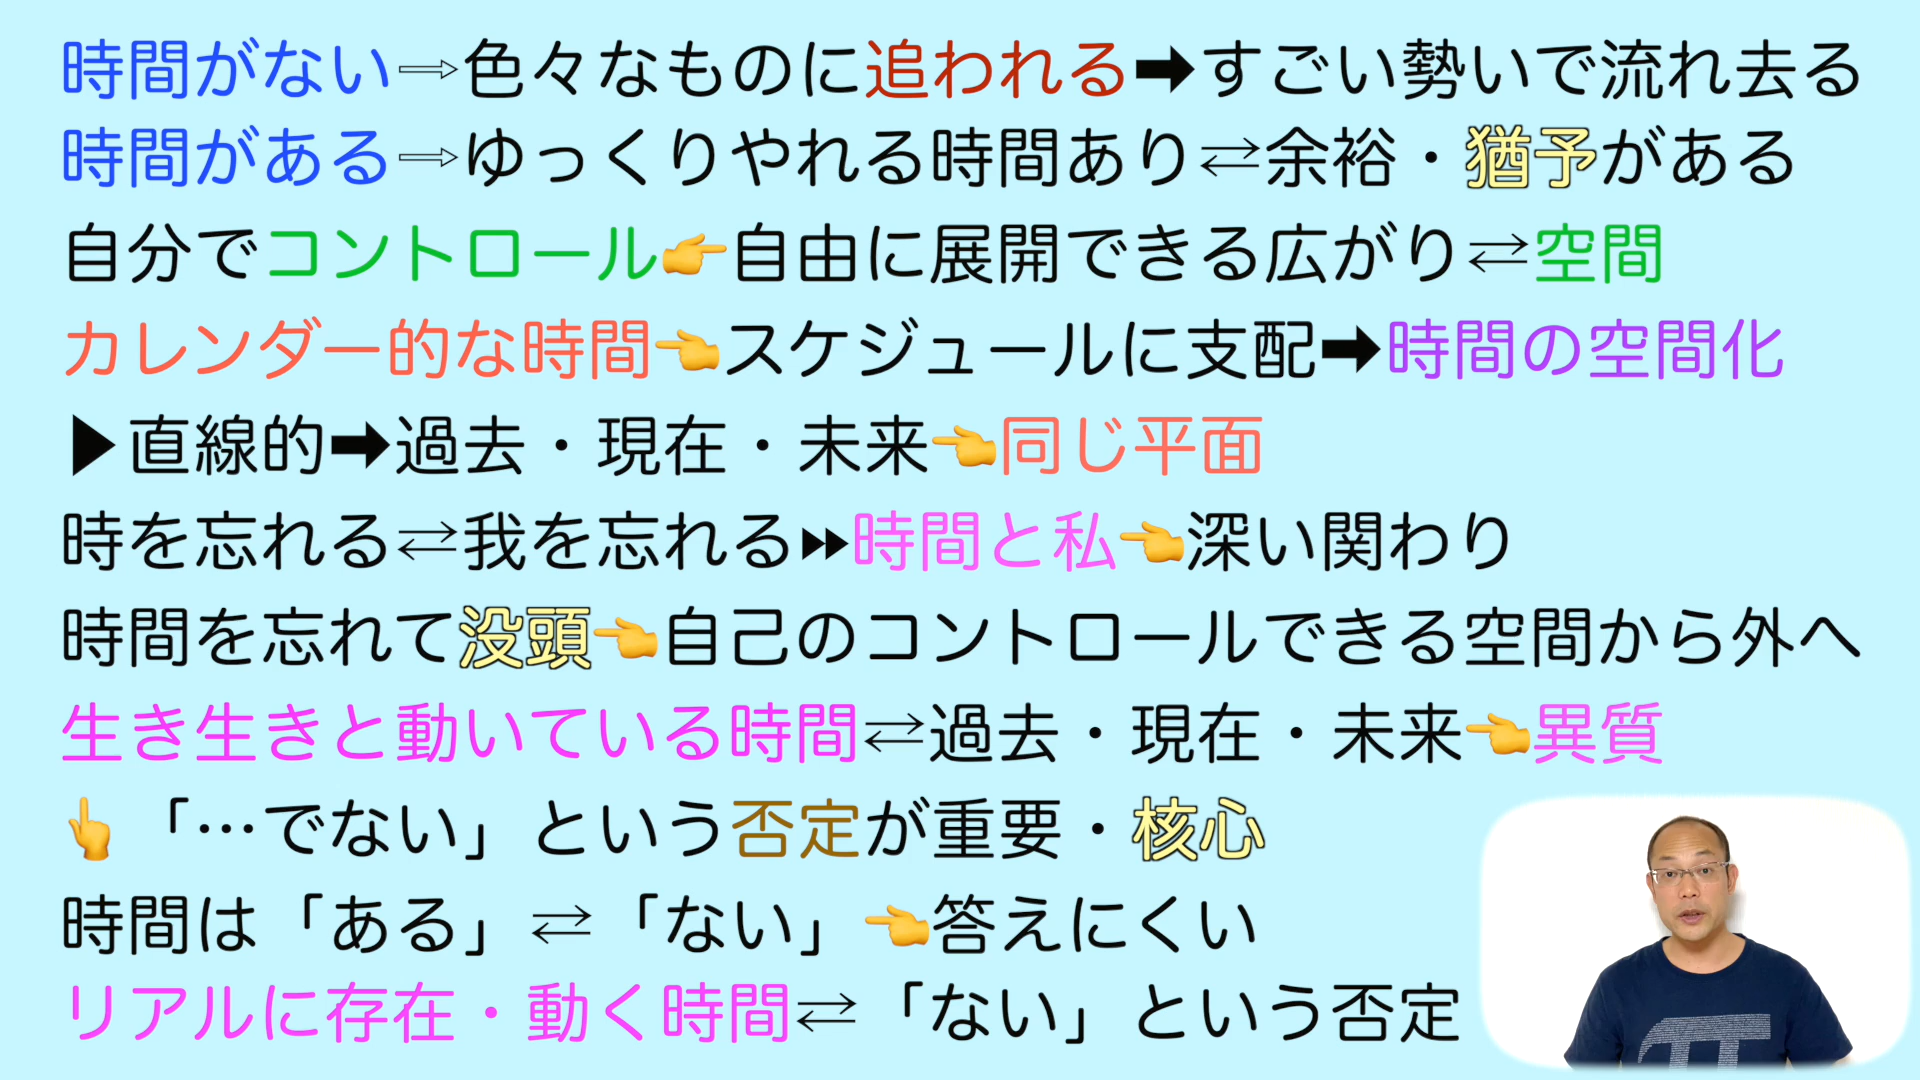 時間がない⇨色々なものに追われる➡すごい勢いで流れ去る
時間がある⇨ゆっくりやれる時間あり⇄余裕・猶予がある
自分でコントロール👉自由に展開できる広がり⇄空間
カレンダー的な時間👈スケジュールに支配➡時間の空間化
▶直線的➡過去・現在・未来👈同じ平面
時を忘れる⇄我を忘れる⏩時間と私👈深い関わり
時間を忘れて没頭👈自己のコントロールできる空間から外へ
生き生きと動いている時間⇄過去・現在・未来👈異質
👆「…でない」という否定が重要・核心
時間は「ある」⇄「ない」👈答えにくい
リアルに存在・動く時間⇄「ない」という否定